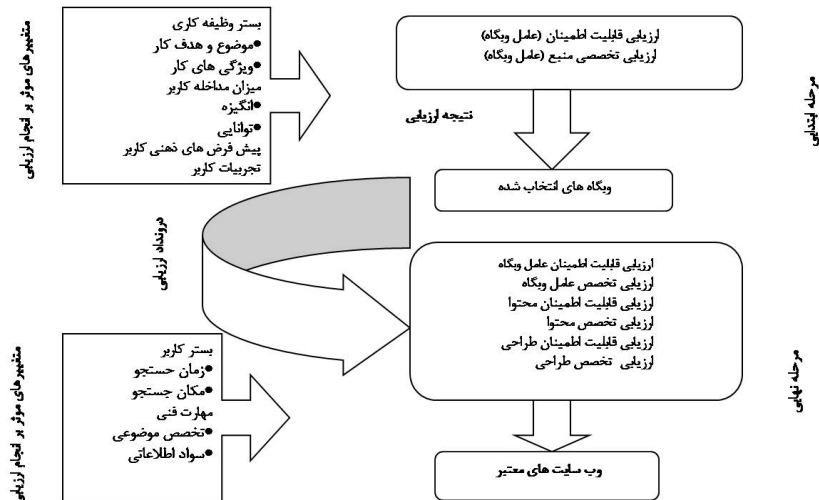 متغییرهای موثر بر انجام ارزیابی
بستر وظیفه کاری
●موضوع و هدف کار
●ویژگی های کار
میزان مداخله کاربر
●انگیزه
●توانایی
پیش فرض های ذهنی کاربر
تجربیات کاربر
ارزیابی قابلیت اطمینان (عامل وبگاه)
ارزیابی تخصصی منبع (عامل وبگاه)
مرحله ابتدایی
نتیجه ارزیابی
وبگاه های انتخاب شده
درونداد ارزیابی
ارزیابی قابلیت اطمینان عامل وبگاه
ارزیابی تخصص عامل وبگاه
ارزیابی قابلیت اطمینان محتوا
ارزیابی تخصص محتوا
ارزیابی قابلیت اطمینان طراحی
ارزیابی تخصص طراحی
مرحله نهایی
متغییرهای موثر بر انجام ارزیابی
بستر کاربر
●زمان جستجو
●مکان جستجو
مهارت فنی
●تخصص موضوعی
●سواد اطلاعاتی
وب سایت های معتبر